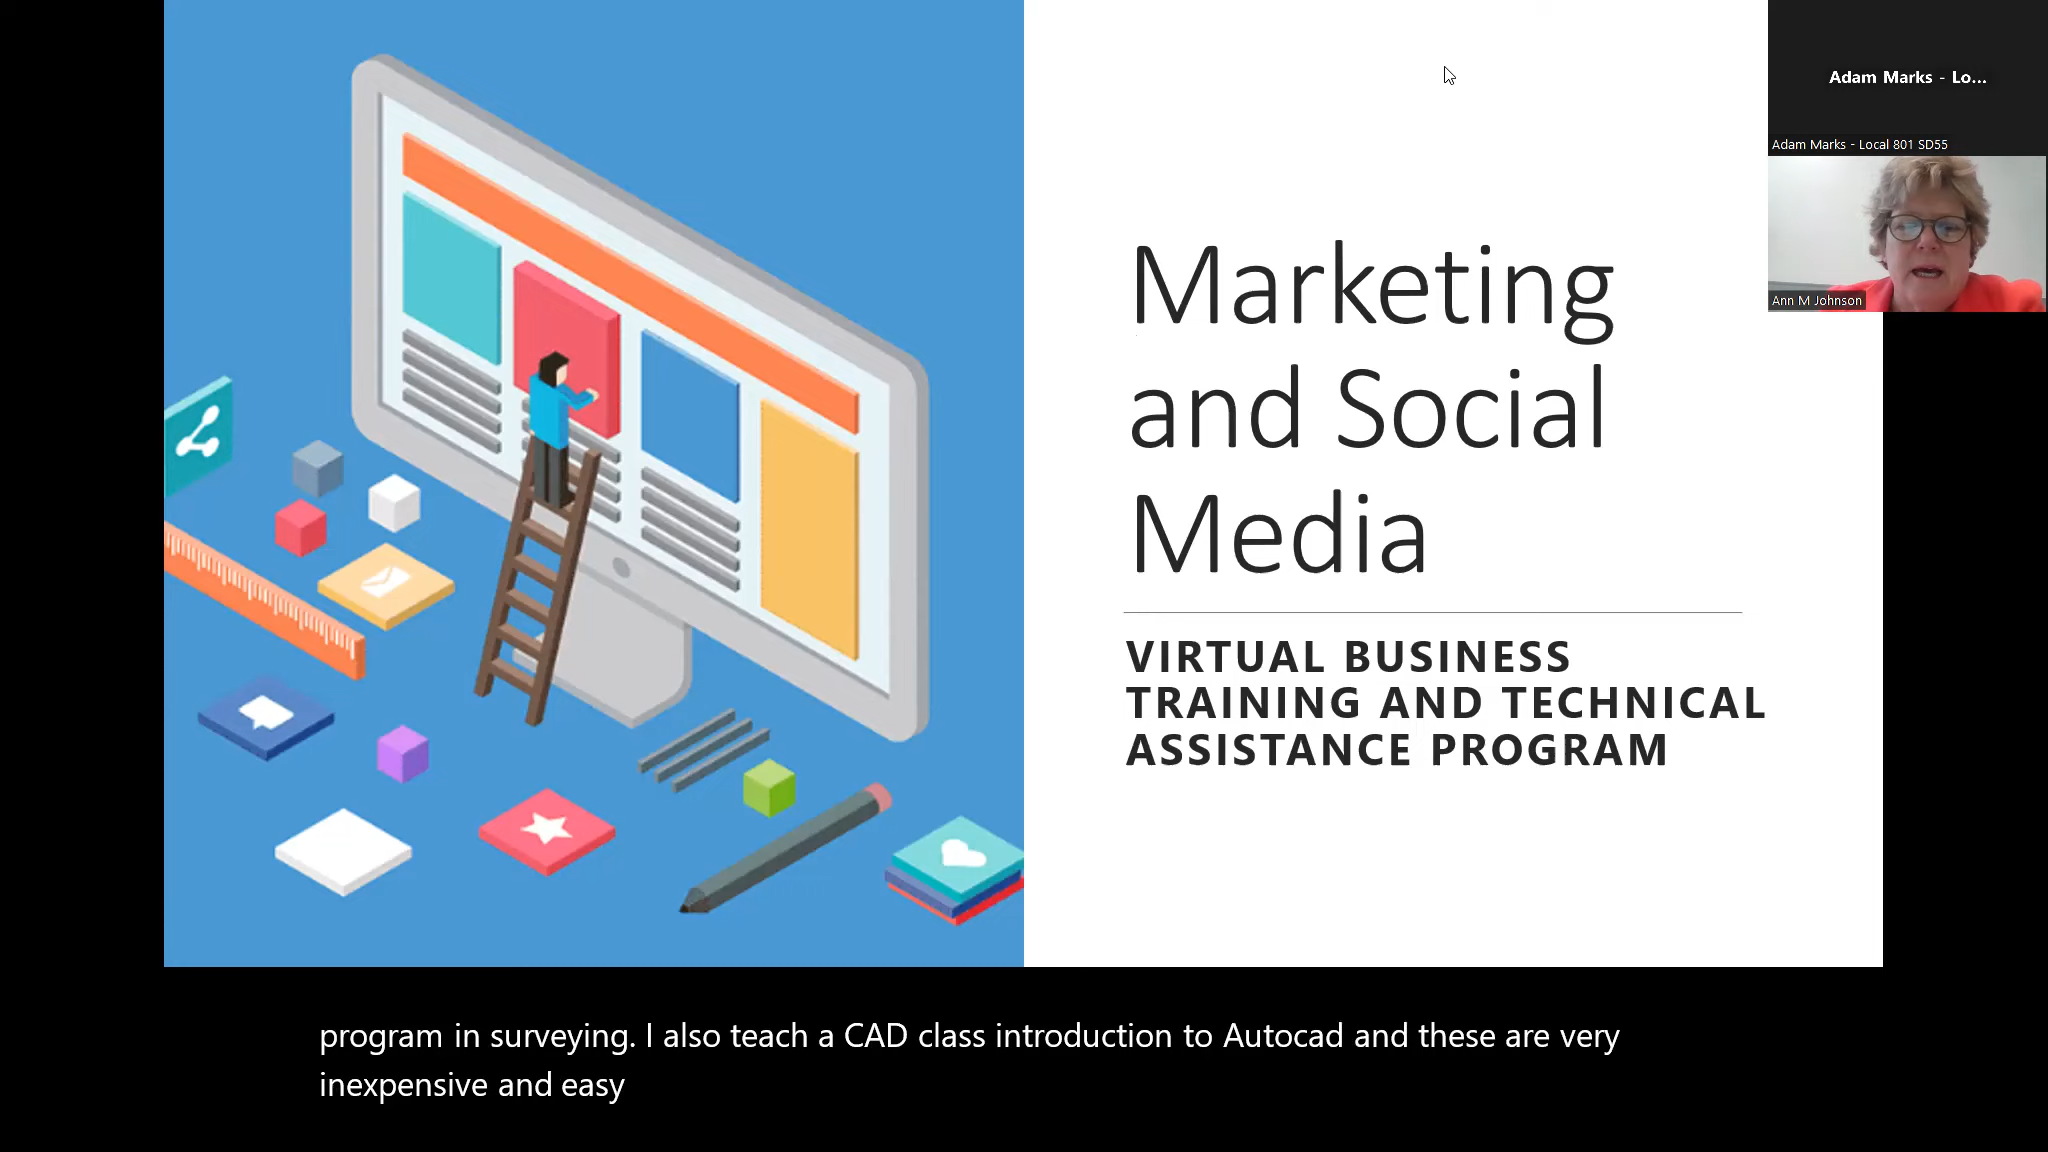 Marketing
and Social
Media
VIRTUAL BUSINESS
TRAINING AND TECHNICAL
ASSISTANCE PROGRAM
Adam Marks - Lo...
Adam Marks - Local 801 SD55
Ann M Johnson
program in surveying. I also teach a CAD class introduction to Autocad and these are very
inexpensive and easy